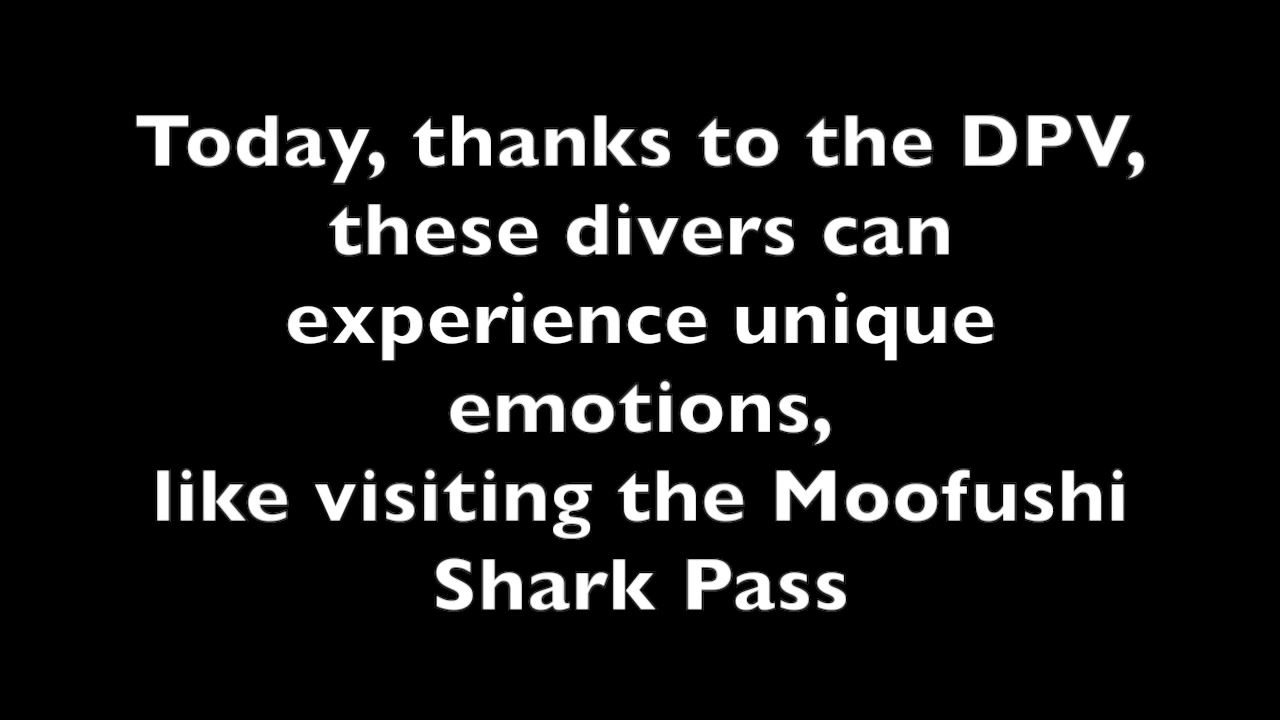 Today, thanks to the DPV,
these divers can
experience unique
emotions,
like visiting the Moofushi
Shark Pass